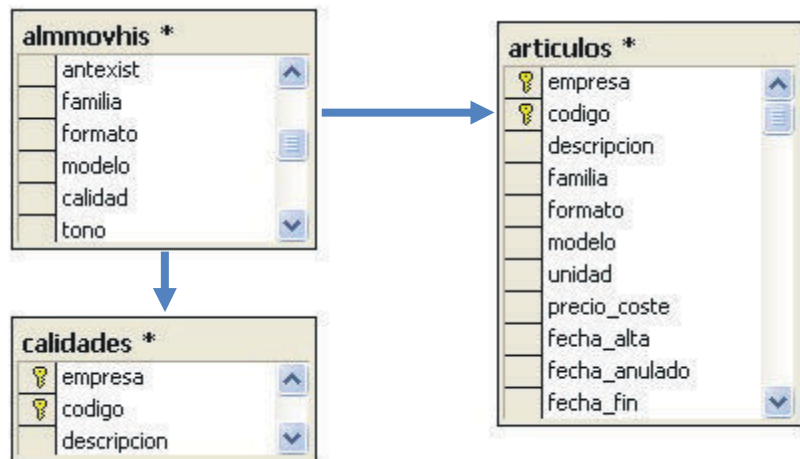 almmovhis *
antexist
familia
formato
modelo
calidad
tono
articulos *
empresa
codigo
descripcion
familia
formato
modelo
unidad
precio_coste
fecha_alta
fecha_anulado
fecha_fin
calidades *
empresa
codigo
descripcion